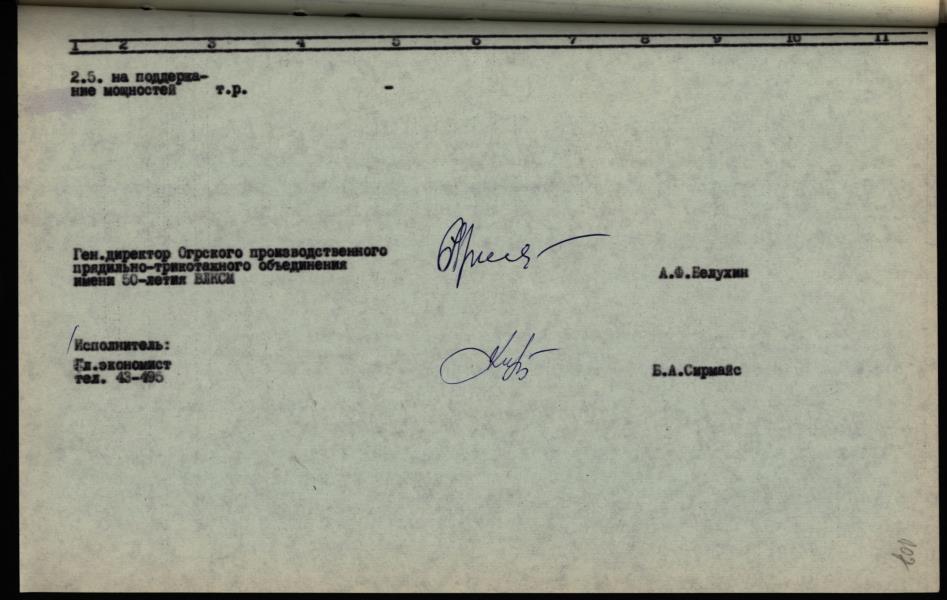 1 2 3 4 5 6 7 8 9 10 11
2.5. на поддержа-
ние мощностей т.р. -
Ген.директор Огрского производственного
прядильно-трикотажного объединения
имени 50-летия ВЛКСМ
А.Ф.Белухин
Исполнитель:
Гл.экономист
тел. 43-495
Б.А.Сирмайс